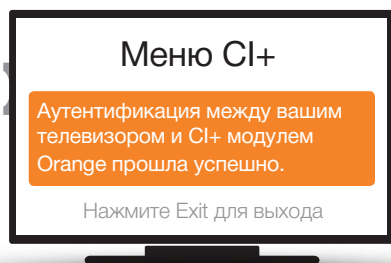 Меню CI+
Аутентификация между вашим
телевизором и CI+ модулем
Orange прошла успешно.
Нажмите Exit для выхода